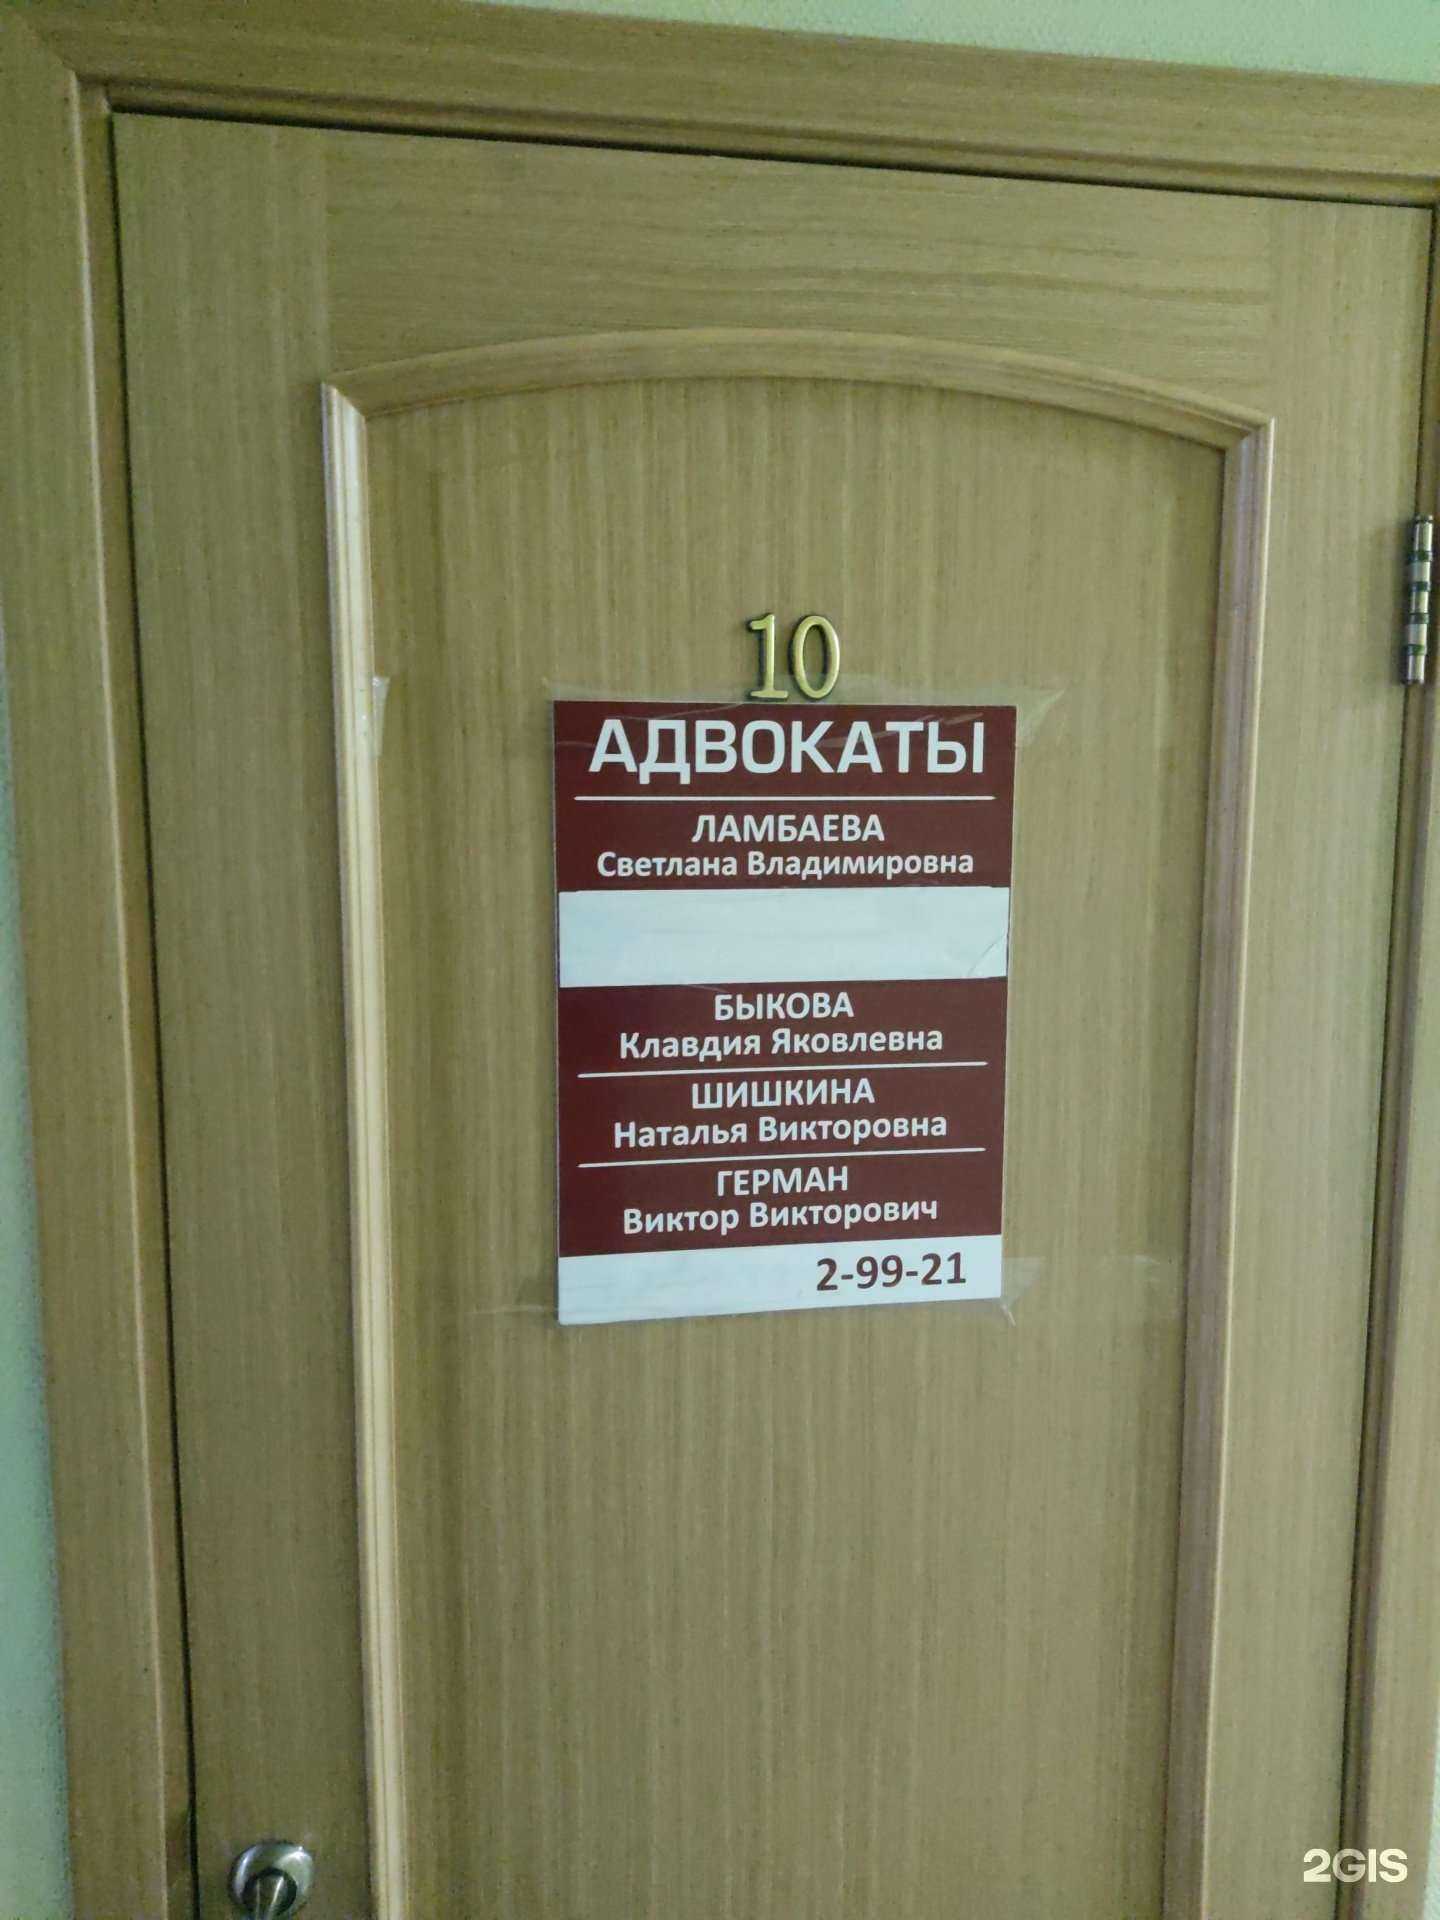 10
АДВОКАТЫ
ЛАМБАЕВА
Светлана Владимировна
БЫКОВА
Клавдия Яковлевна
ШИШКИНА
Наталья Викторовна
ГЕРМАН
Виктор Викторович
2-99-21
2GIS